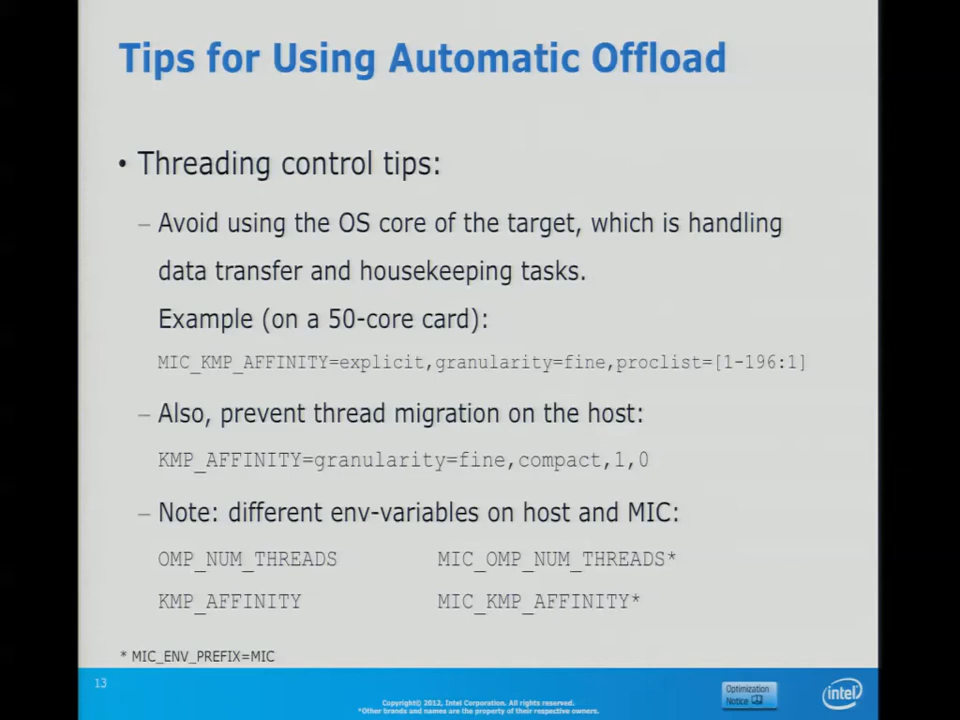 Tips for Using Automatic Offload
• Threading control tips:
– Avoid using the OS core of the target, which is handling
data transfer and housekeeping tasks.
Example (on a 50-core card):
MIC_KMP_AFFINITY=explicit,granularity=fine,proclist=[1-196:1]
– Also, prevent thread migration on the host:
KMP_AFFINITY=granularity=fine,compact,1,0
– Note: different env-variables on host and MIC:
OMP_NUM_THREADS MIC_OMP_NUM_THREADS*
KMP_AFFINITY MIC_KMP_AFFINITY*
* MIC_ENV_PREFIX=MIC
13
Copyright© 2012, Intel Corporation. All rights reserved.
*Other brands and names are the property of their respective owners.
Optimization
Notice
intel